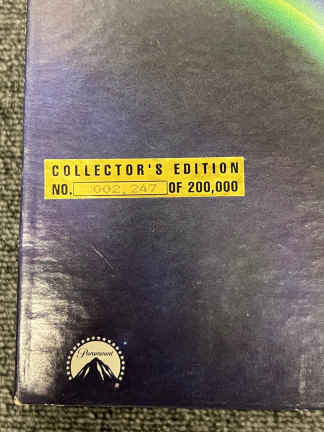 COLLECTOR'S EDITION
NO. 002,247 OF 200,000
Paramount